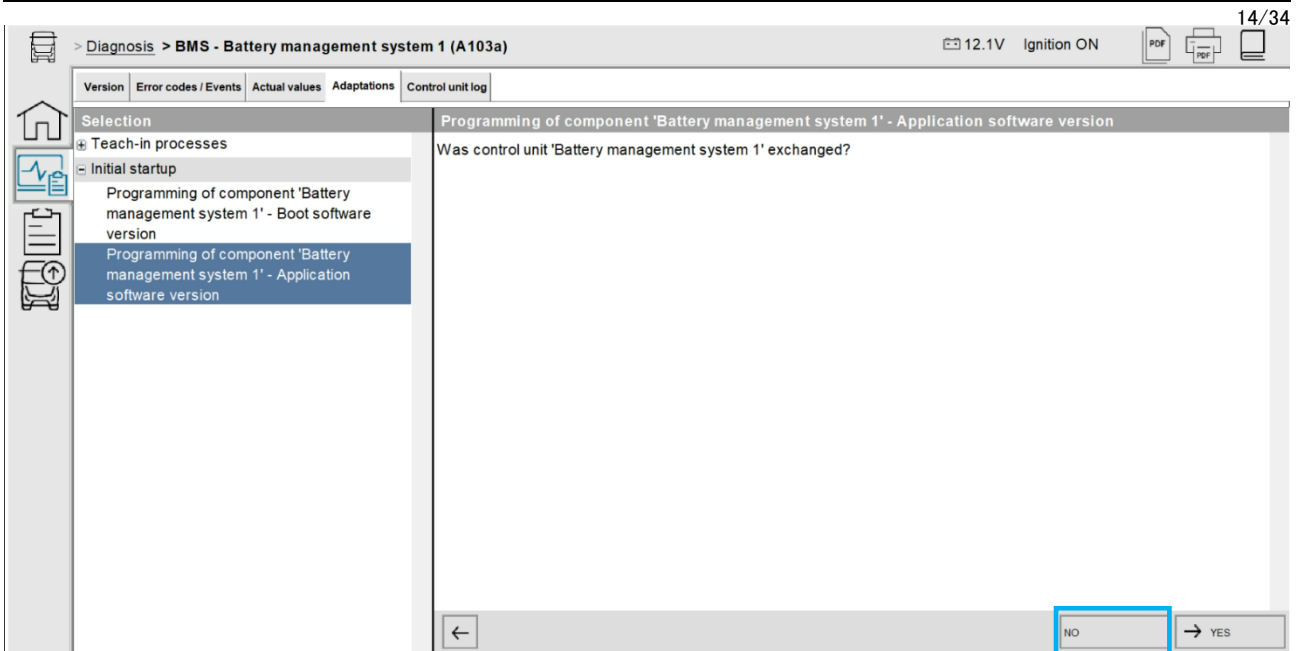 14/34
> Diagnosis > BMS - Battery management system 1 (A103a)
12.1V Ignition ON
PDF
PDF
Version Error codes / Events Actual values Adaptations Control unit log
Selection
Teach-in processes
Initial startup
Programming of component 'Battery
management system 1' - Boot software
version
Programming of component 'Battery
management system 1' - Application
software version
Programming of component 'Battery management system 1' - Application software version
Was control unit 'Battery management system 1' exchanged?
NO
YES